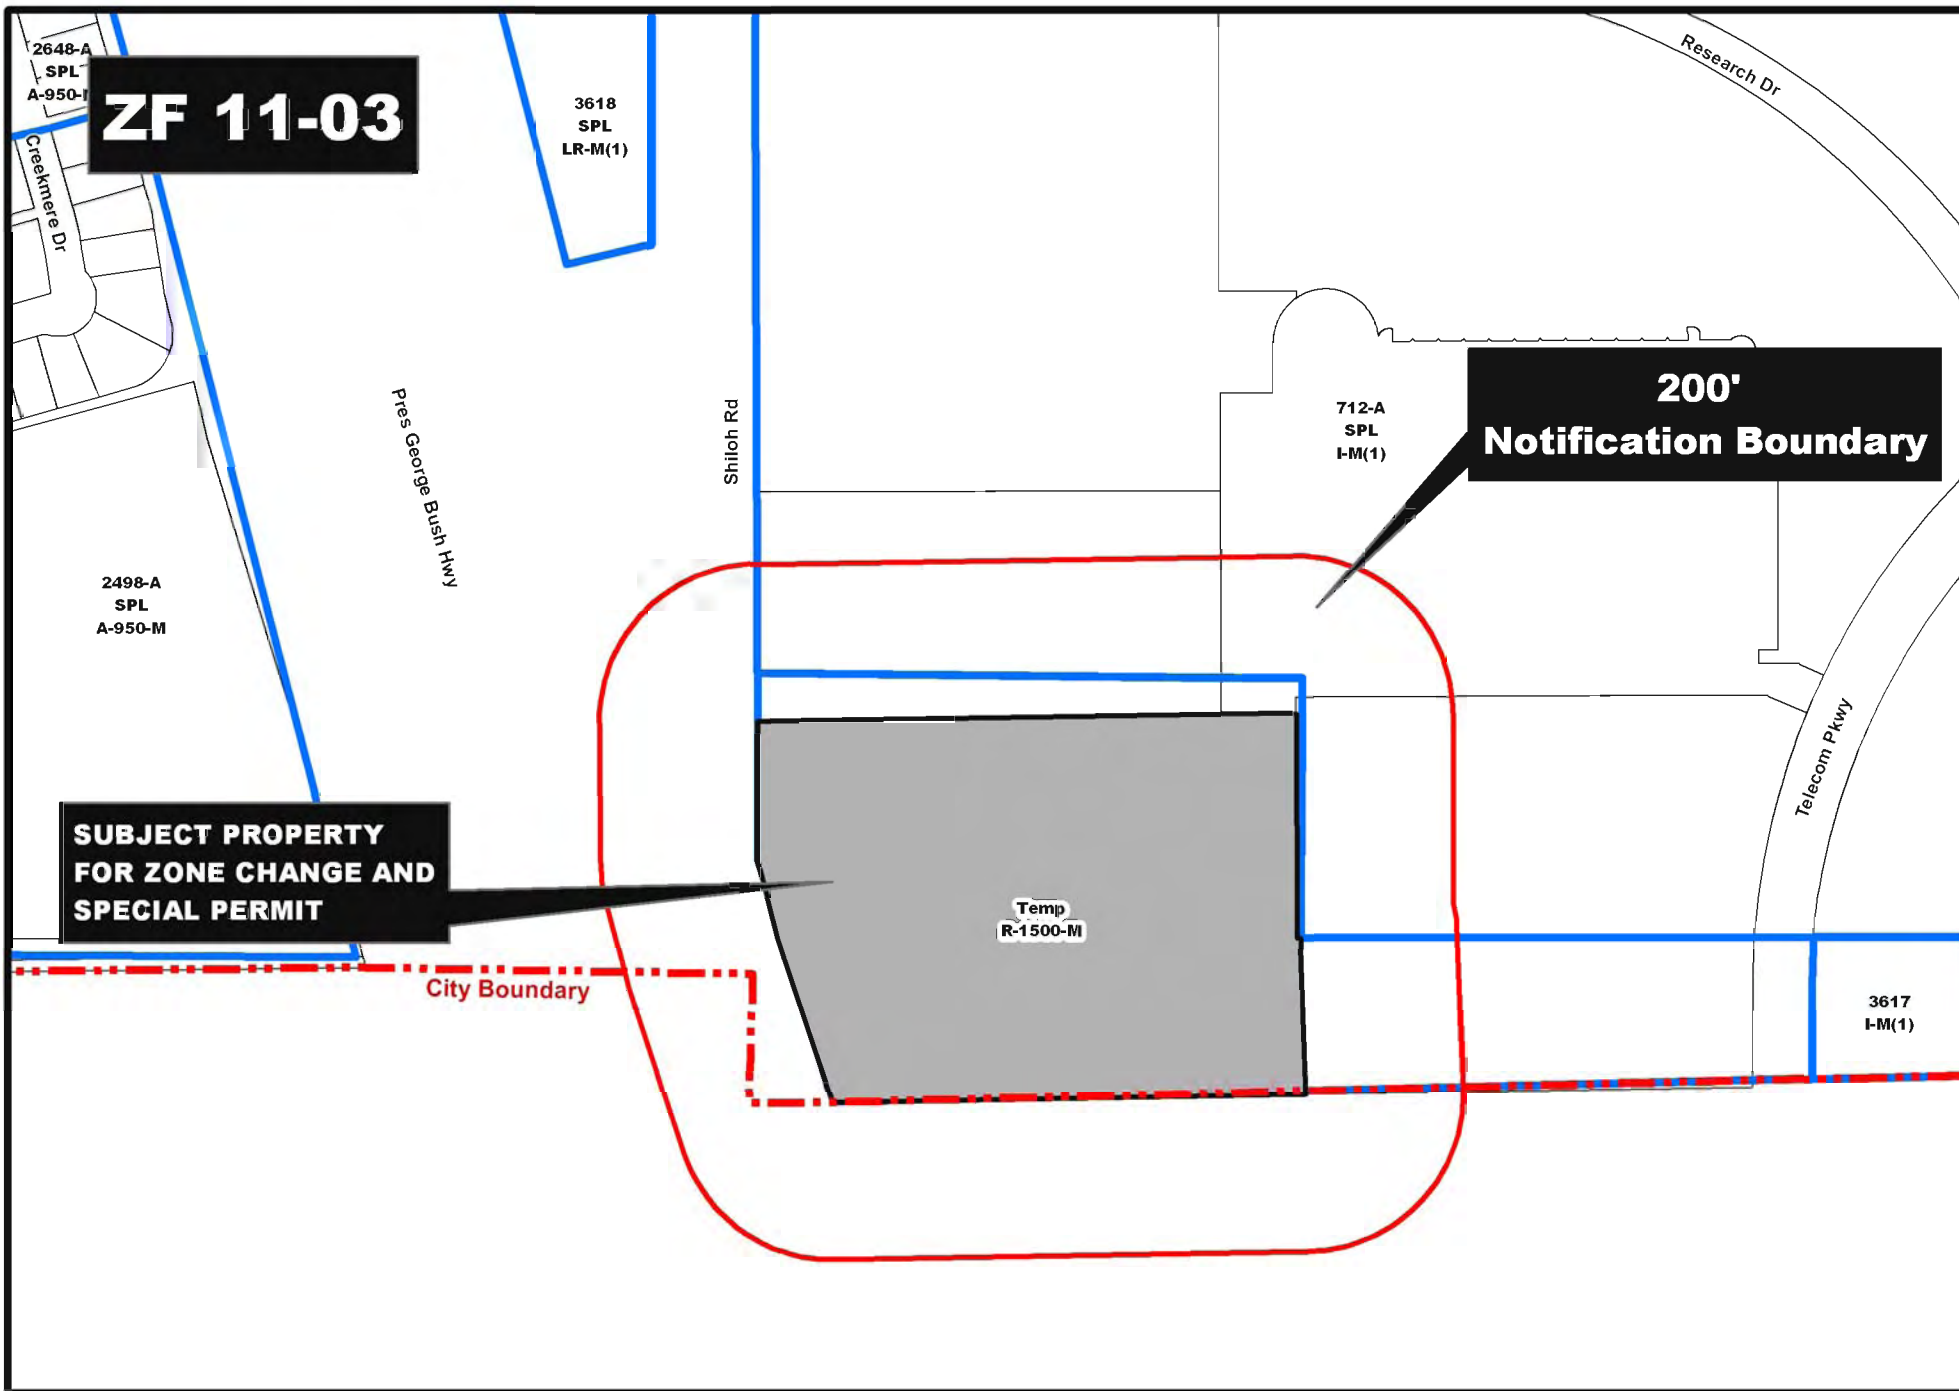 2648-A
SPL
A-950-
ZF 11-03
Creekmere Dr
3618
SPL
LR-M(1)
Research Dr
Pres George Bush Hwy
Shiloh Rd
712-A
SPL
I-M(1)
200'
Notification Boundary
2498-A
SPL
A-950-M
Telecom Pkwy
SUBJECT PROPERTY
FOR ZONE CHANGE AND
SPECIAL PERMIT
Temp
R-1500-M
City Boundary
3617
I-M(1)